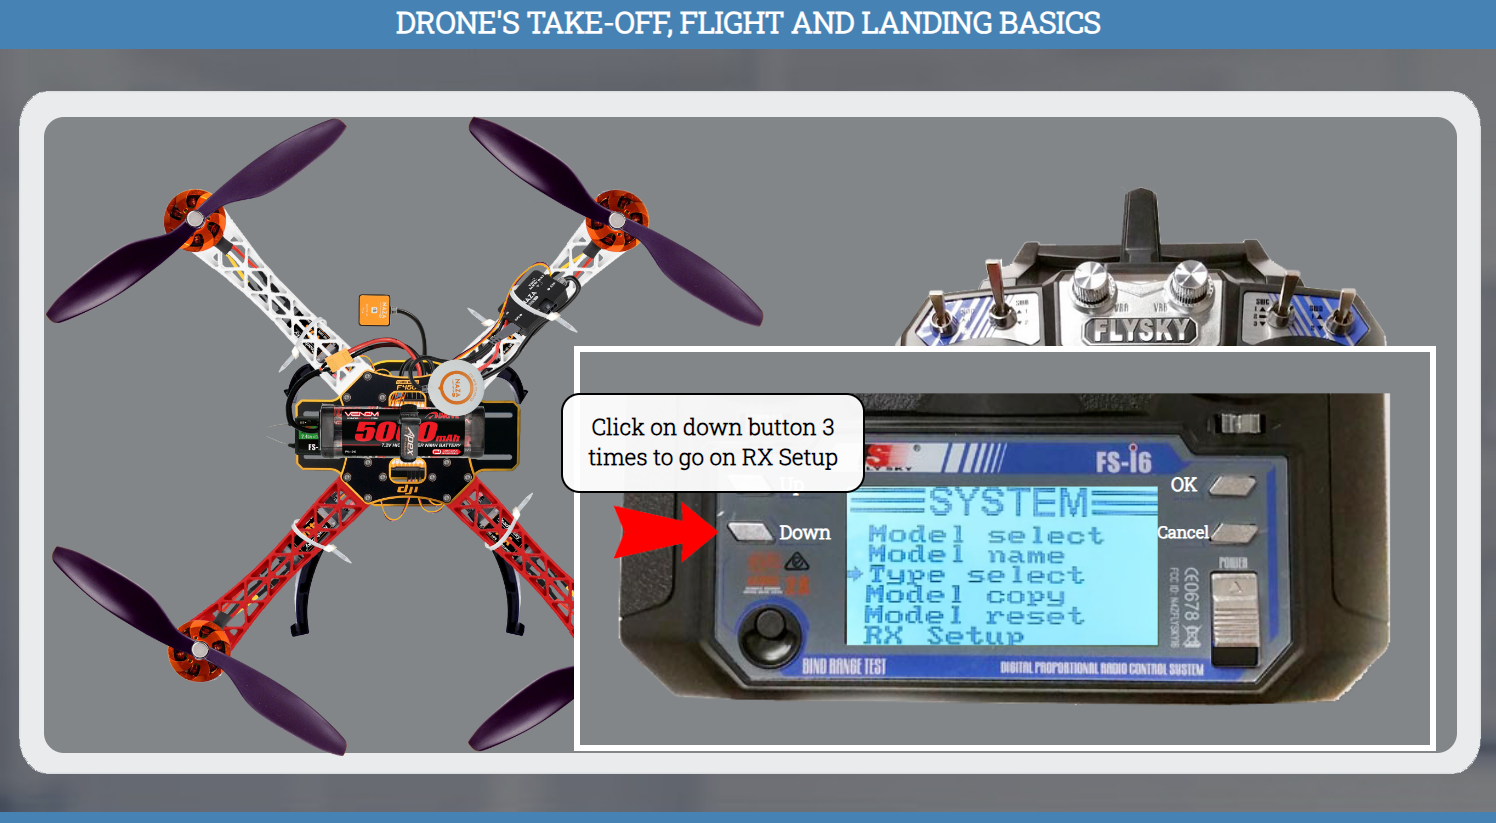 DRONE'S TAKE-OFF, FLIGHT AND LANDING BASICS
FLYSKY
Click on down button 3
times to go on RX Setup
FS-i6
Up
OK
Down
Cancel
SYSTEM
Model select
Model name
Type select
Model copy
Model reset
RX Setup
POWER
CE0678
BIND RANGE TEST
DIGITAL PROPORTIONAL RADIO CONTROL SYSTEM
VENOM
5000mAh
Apex
F450
dji
NAZA